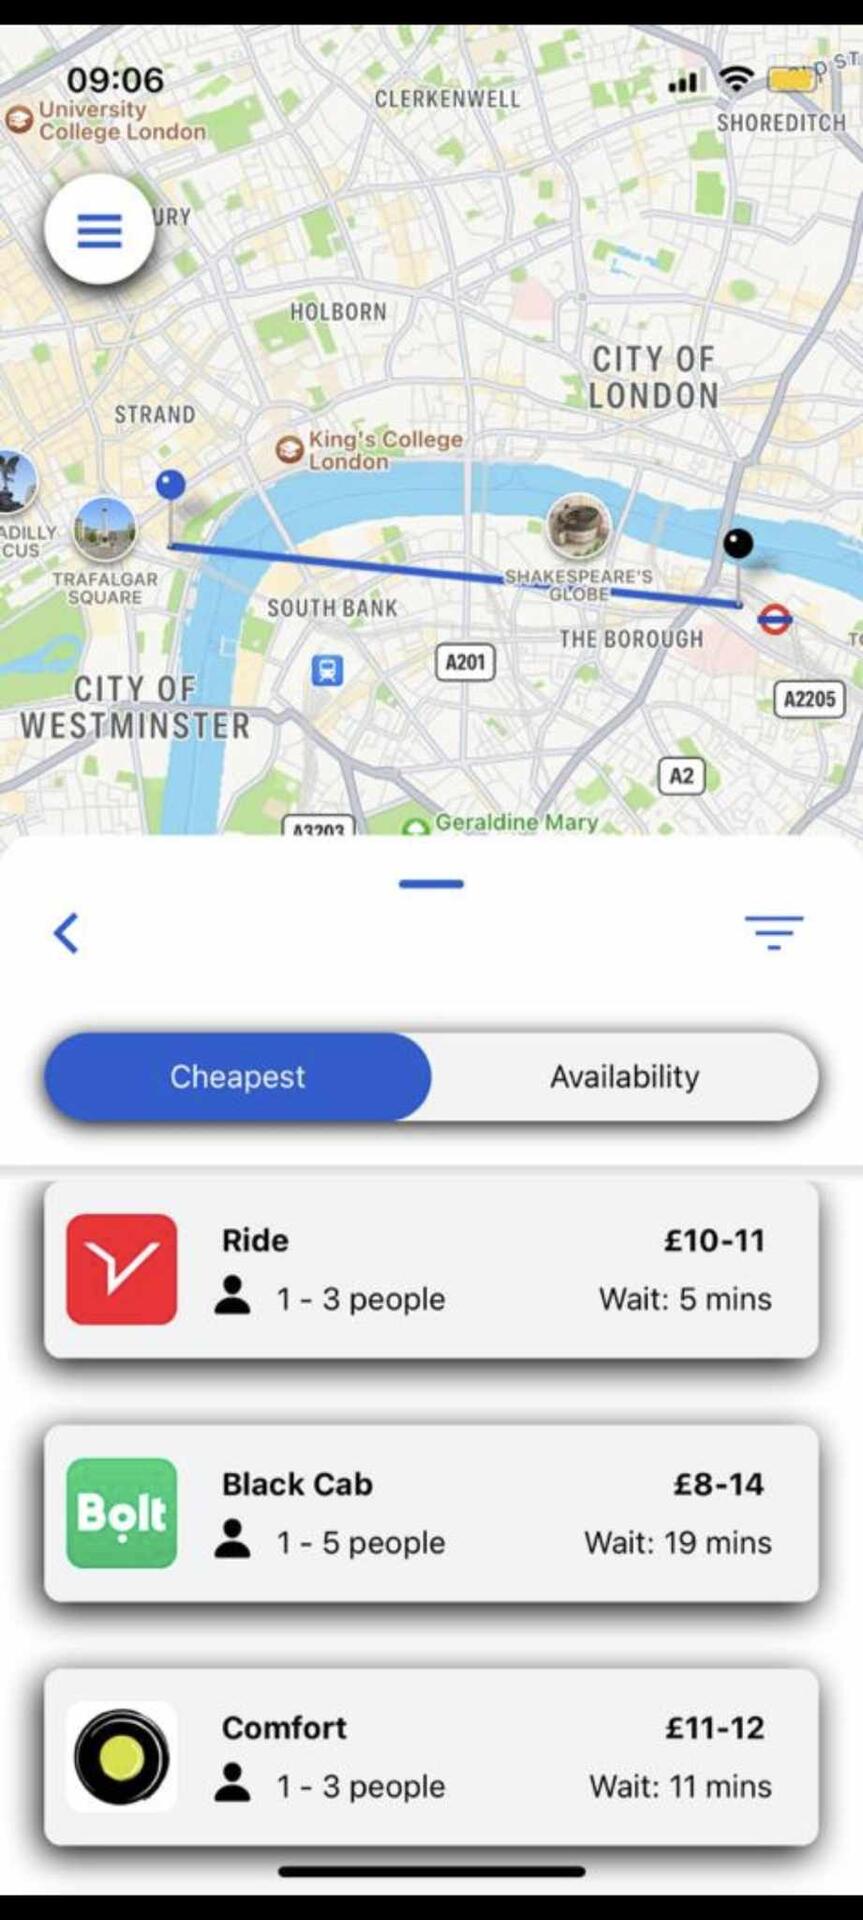 09:06
CLERKENWELL
SHOREDITCH
University
College London
URY
HOLBORN
CITY OF
LONDON
STRAND
King's College
London
ADILLY
CUS
TRAFALGAR
SQUARE
SHAKESPEARE'S
GLOBE
SOUTH BANK
THE BOROUGH
A201
CITY OF
WESTMINSTER
A2205
A2
A3203
Geraldine Mary
Cheapest
Availability
Ride
£10-11
1 - 3 people
Wait: 5 mins
Bolt
Black Cab
£8-14
1 - 5 people
Wait: 19 mins
Comfort
£11-12
1 - 3 people
Wait: 11 mins